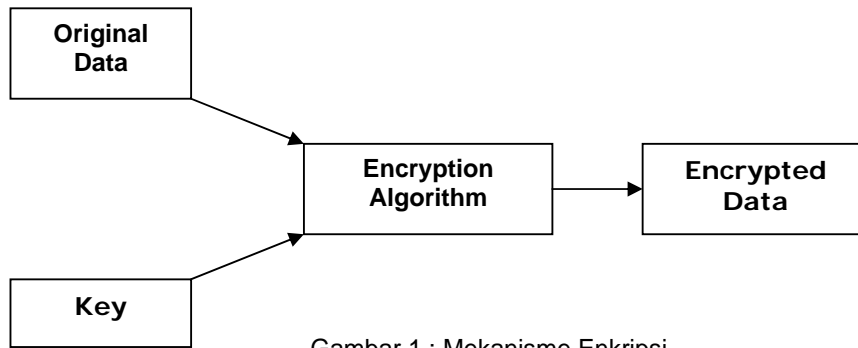 Original
Data
Encryption
Algorithm
Encrypted
Data
Key
Gambar 1 : Mekanisme Enkripsi